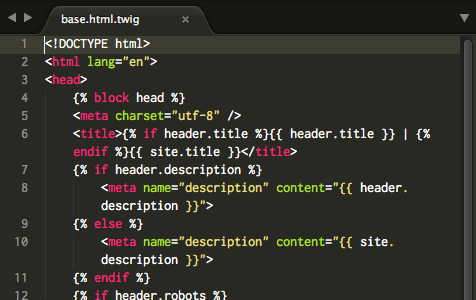 base.html.twig ×
1 <!DOCTYPE html>
2 <html lang="en">
3 <head>
4 {% block head %}
5 <meta charset="utf-8" />
6 <title>{% if header.title %}{{ header.title }} | {%
endif %}{{ site.title }}</title>
7 {% if header.description %}
8 <meta name="description" content="{{ header.
description }}">
9 {% else %}
10 <meta name="description" content="{{ site.
description }}">
11 {% endif %}
12 {% if header.robots %}